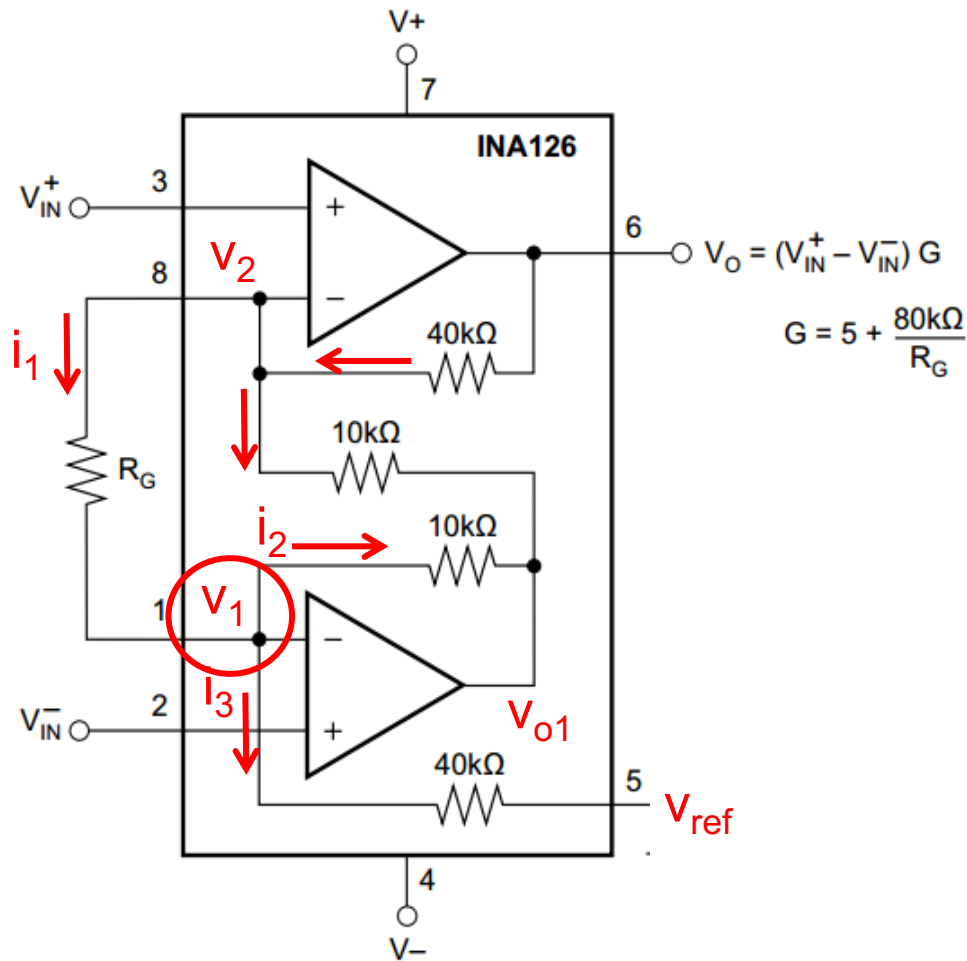 V+
7
INA126
3
V+IN
6
VO = (V+IN – V–IN) G
v2
8
40kΩ
G = 5 + 80kΩ
RG
i1
10kΩ
RG
i2
10kΩ
v1
1
i3
vo1
2
V–IN
40kΩ
5
vref
4
V–
+
–
–
+